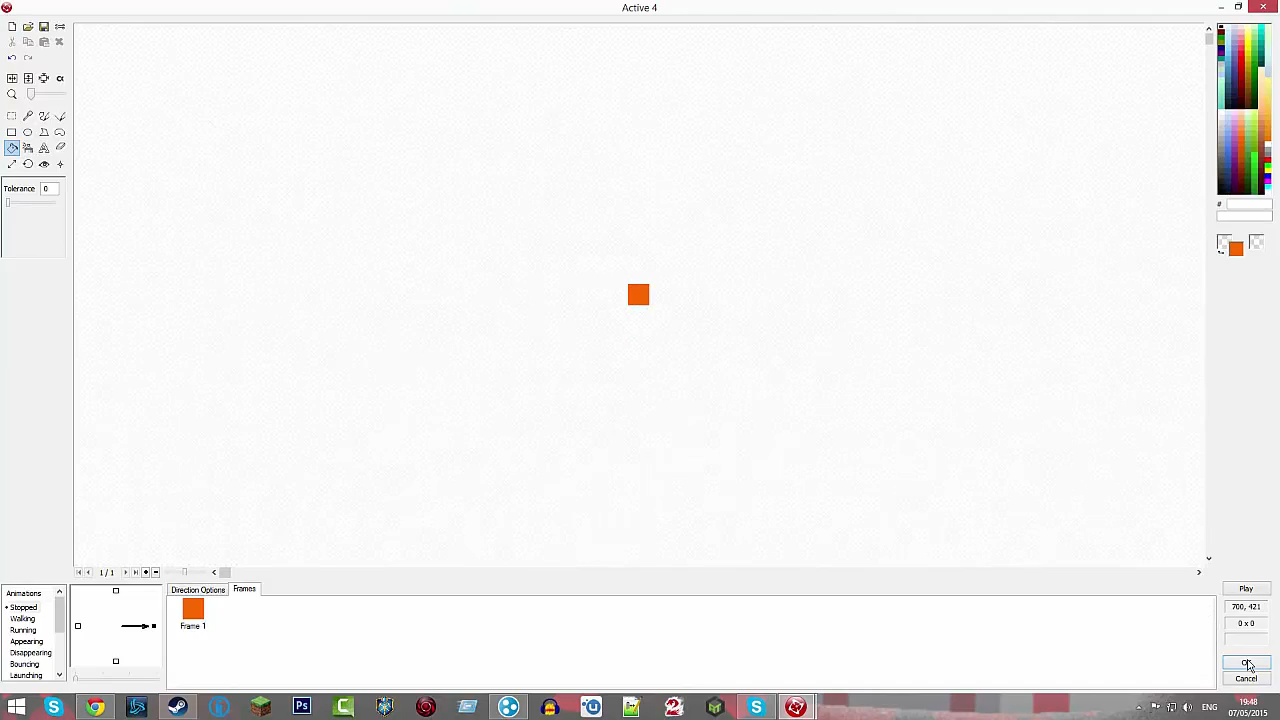 Active 4
Tolerance 0
#
1 / 1
Animations
Stopped
Walking
Running
Appearing
Disappearing
Bouncing
Launching
Direction Options
Frames
Frame 1
Play
700, 421
0 x 0
Cancel
ENG
19:48
07/05/2015